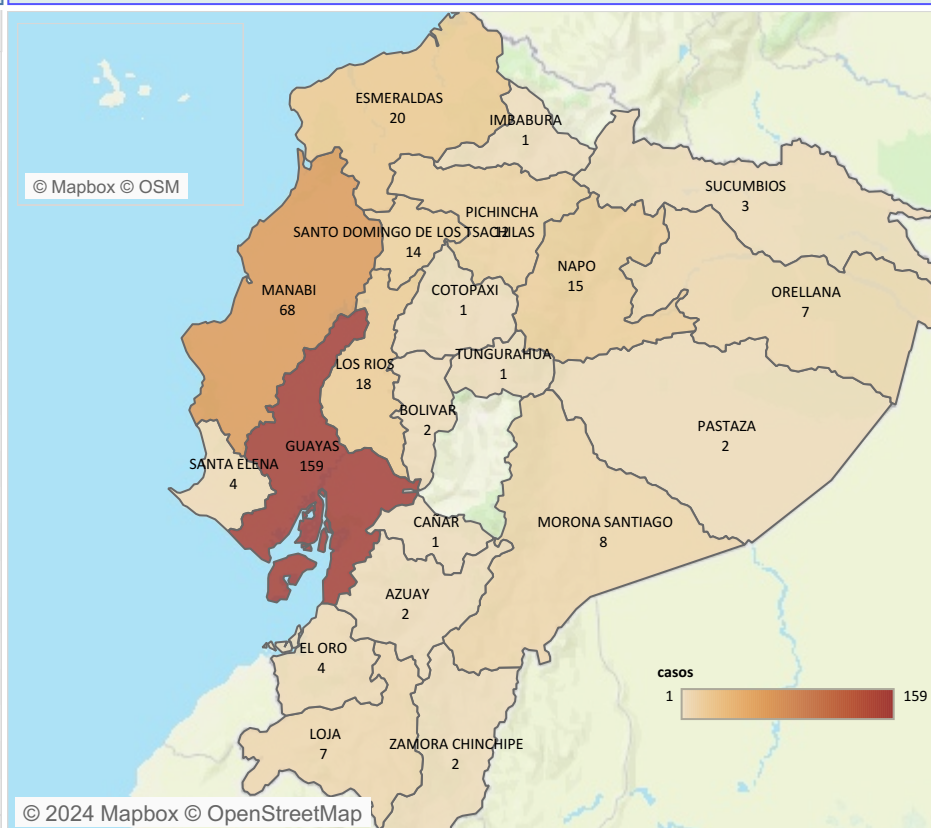 ESMERALDAS
20
IMBABURA
1
© Mapbox © OSM
SUCUMBIOS
3
PICHINCHA
12
SANTO DOMINGO DE LOS TSACHILAS
14
NAPO
15
MANABI
68
COTOPAXI
1
ORELLANA
7
LOS RIOS
18
TUNGURAHUA
1
BOLIVAR
2
PASTAZA
2
GUAYAS
159
SANTA ELENA
4
CAÑAR
1
MORONA SANTIAGO
8
AZUAY
2
EL ORO
4
casos
1
159
LOJA
7
ZAMORA CHINCHIPE
2
© 2024 Mapbox © OpenStreetMap